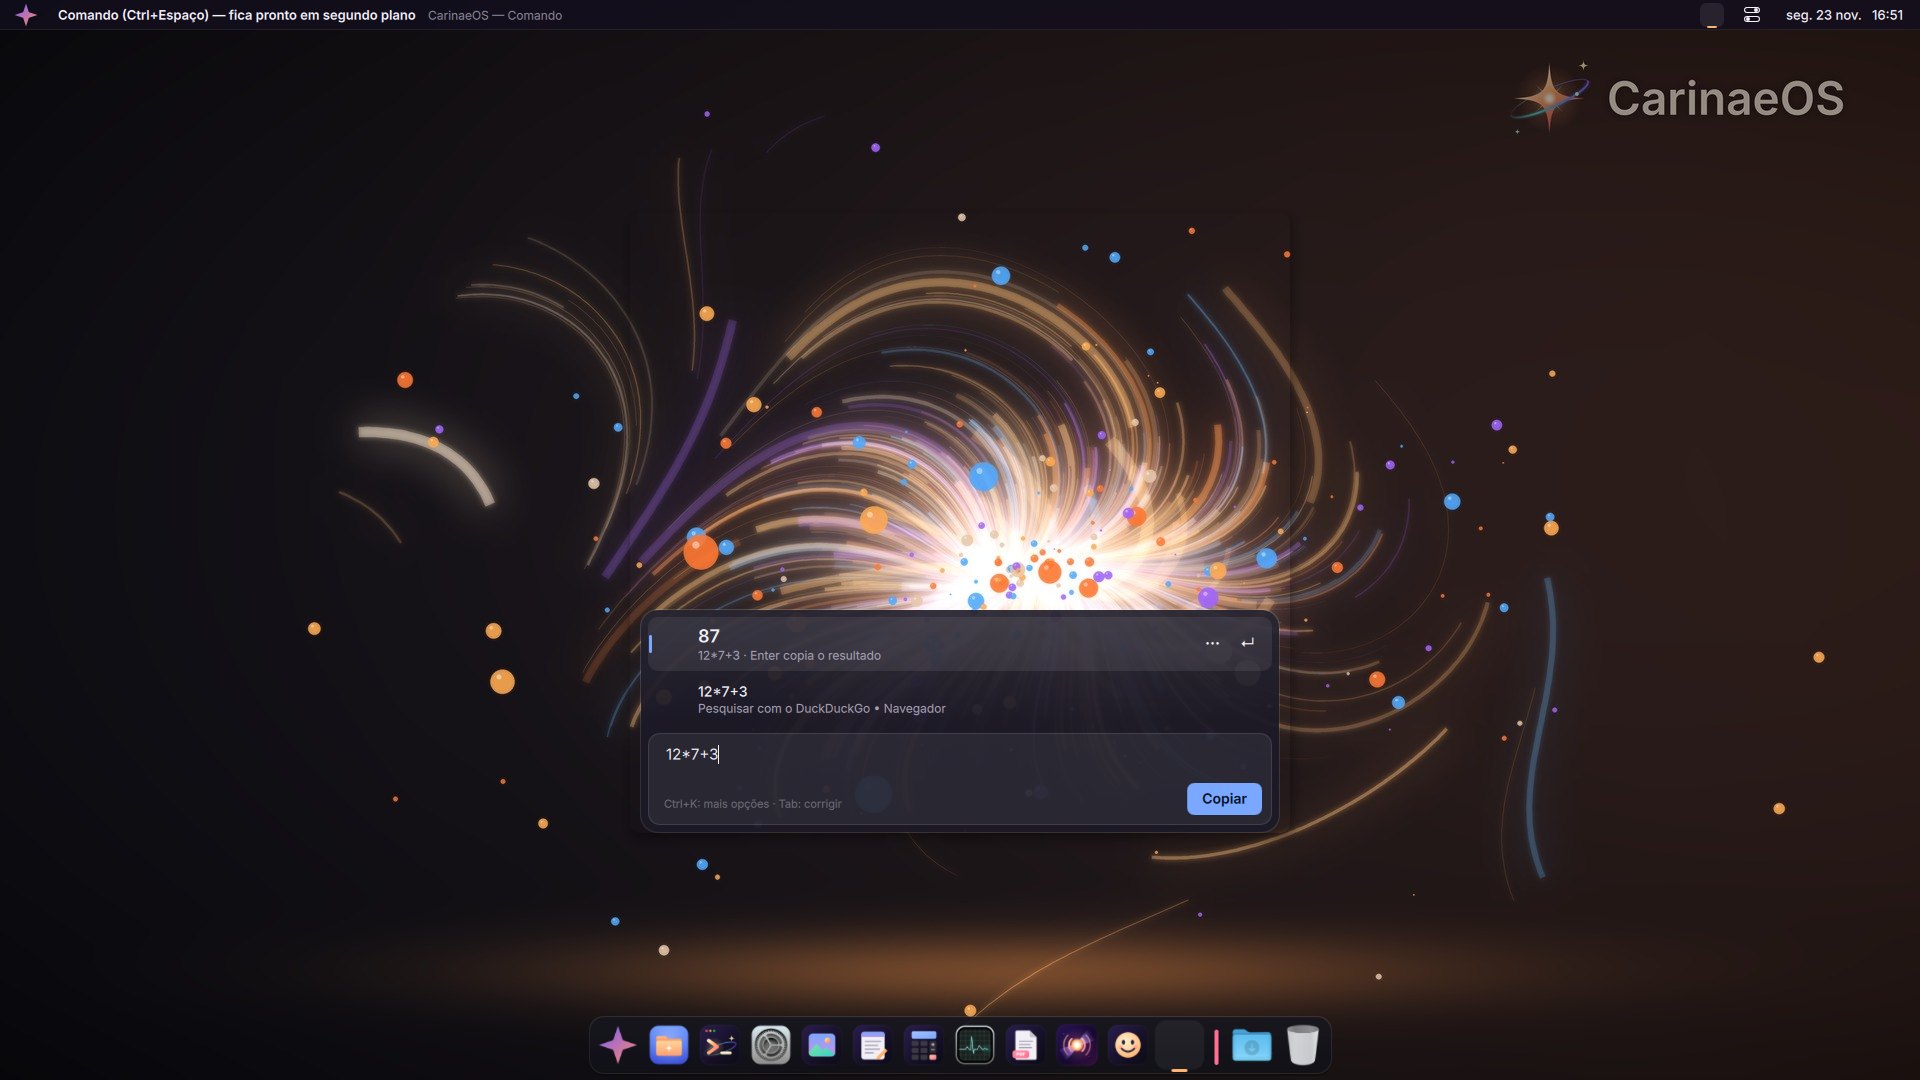 Comando (Ctrl+Espaço) — fica pronto em segundo plano CarinaeOS — Comando
seg. 23 nov. 16:51
CarinaeOS
87
12*7+3 · Enter copia o resultado
12*7+3
Pesquisar com o DuckDuckGo • Navegador
12*7+3
Ctrl+K: mais opções · Tab: corrigir
Copiar